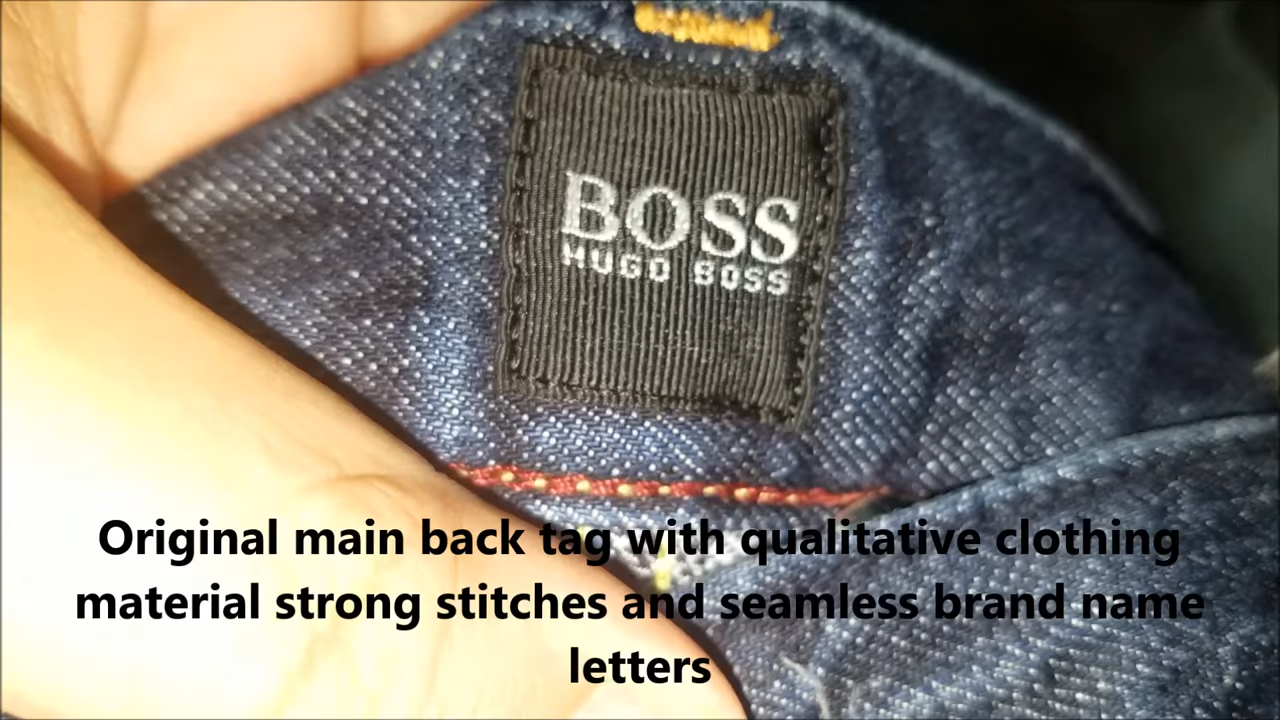 BOSS
HUGO BOSS
Original main back tag with qualitative clothing
material strong stitches and seamless brand name
letters